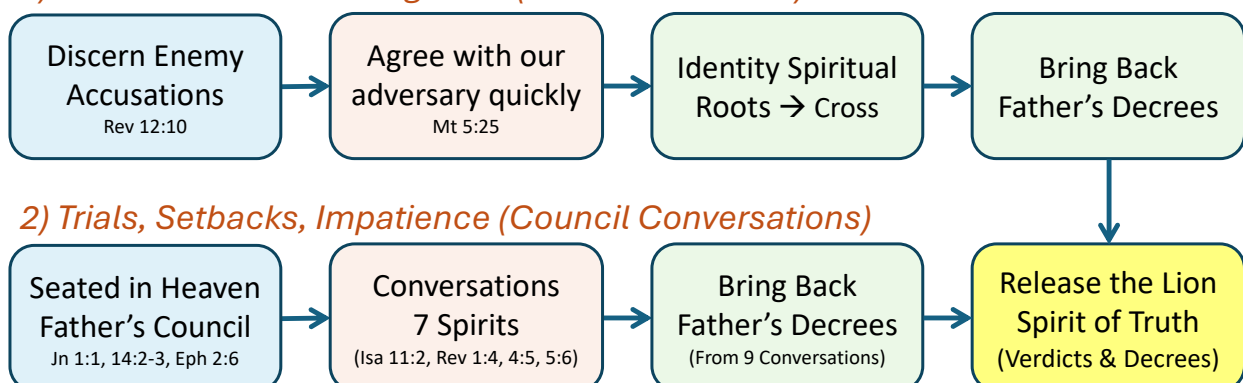 Discern Enemy
Accusations
Rev 12:10
Agree with our
adversary quickly
Mt 5:25
Identity Spiritual
Roots → Cross
Bring Back
Father's Decrees
2) Trials, Setbacks, Impatience (Council Conversations)
Seated in Heaven
Father's Council
Jn 1:1, 14:2-3, Eph 2:6
Conversations
7 Spirits
(Isa 11:2, Rev 1:4, 4:5, 5:6)
Bring Back
Father's Decrees
(From 9 Conversations)
Release the Lion
Spirit of Truth
(Verdicts & Decrees)